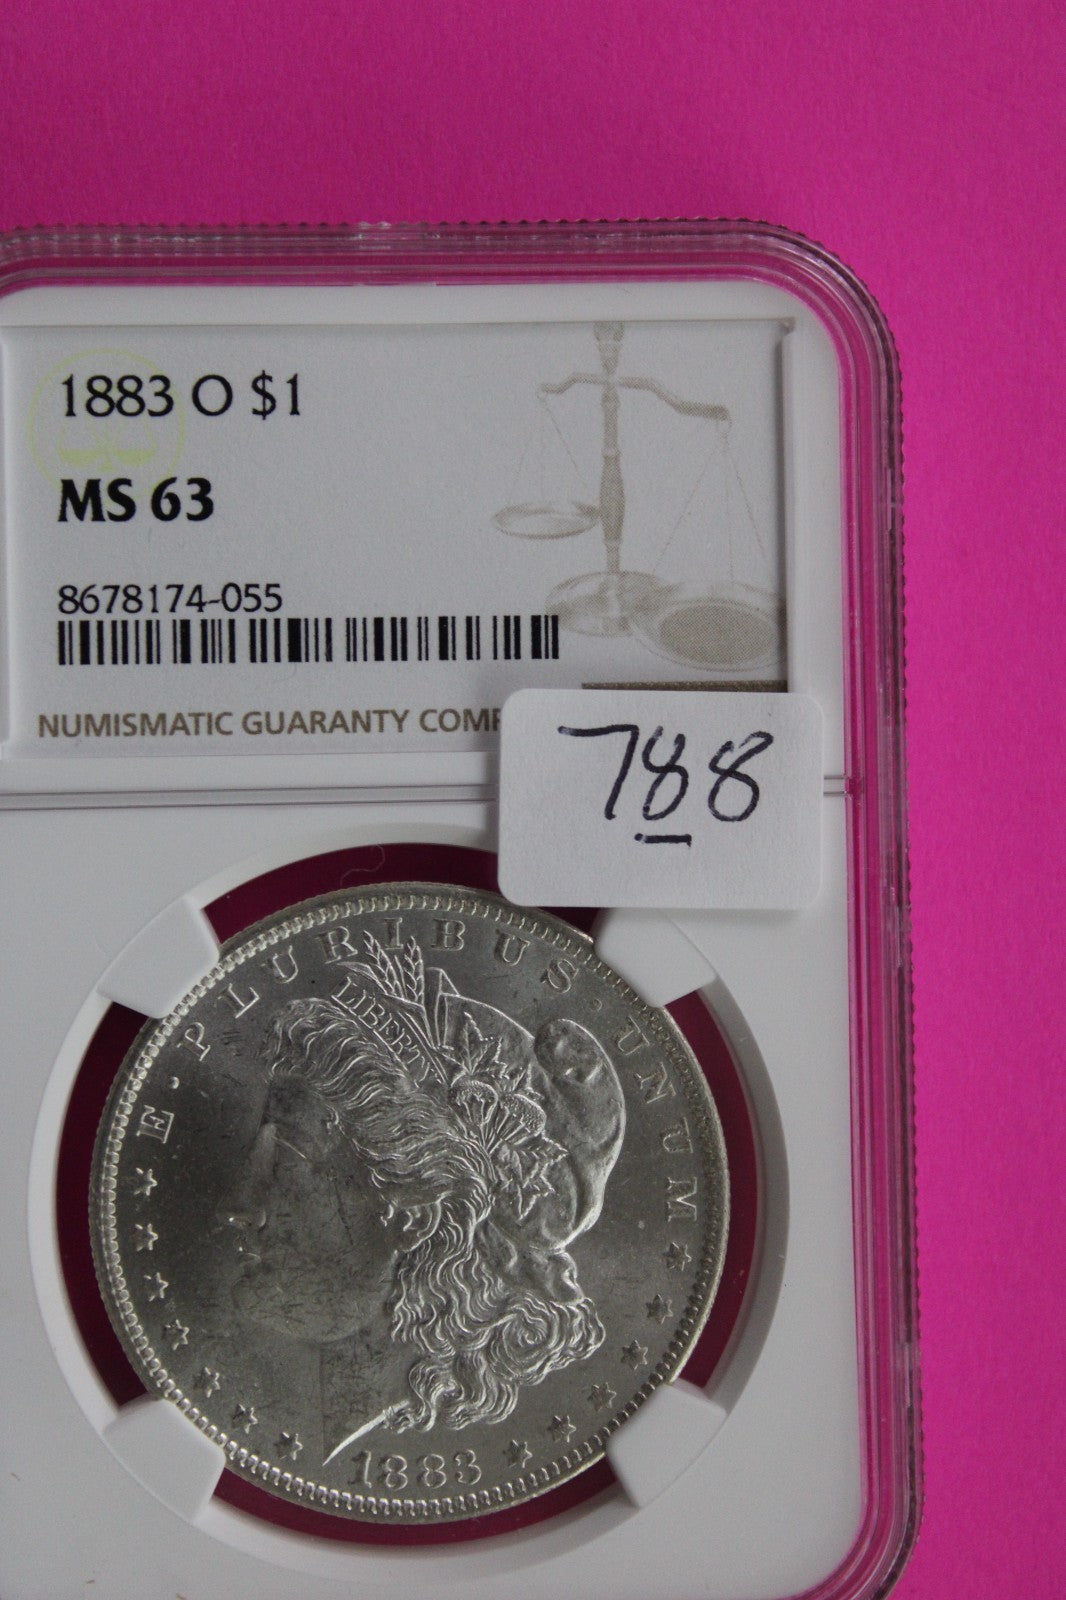 1883 O $1
MS 63
8678174-055
NUMISMATIC GUARANTY COMP
788
E · PLURIBUS · UNUM
LIBERTY
1883